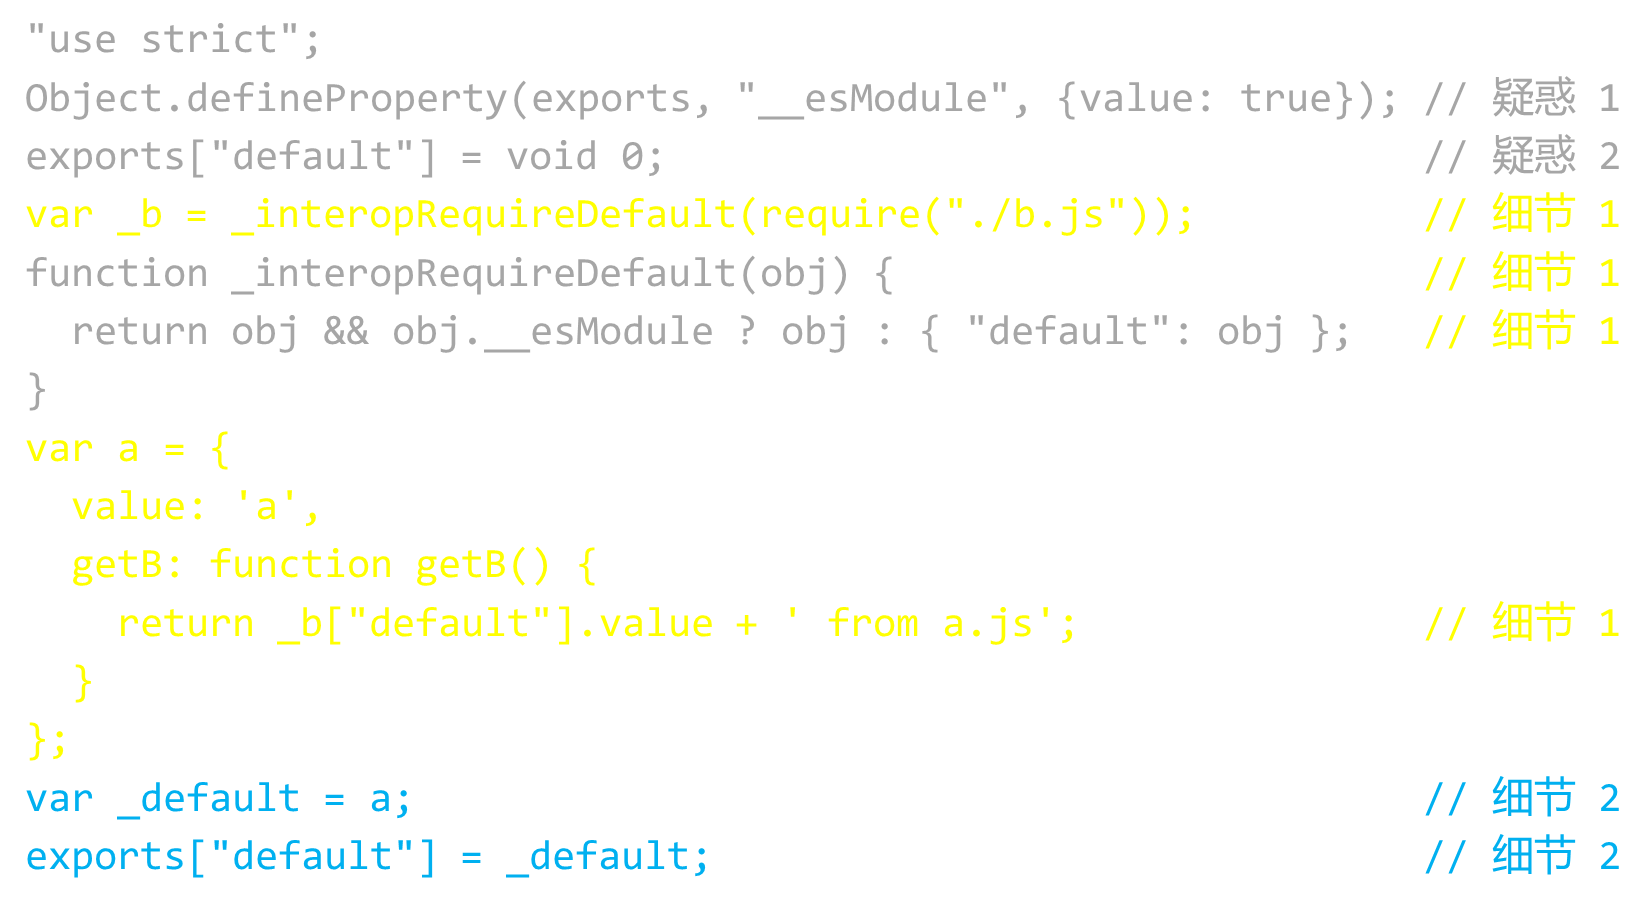 "use strict";
Object.defineProperty(exports, "__esModule", {value: true}); // 疑惑 1
exports["default"] = void 0; // 疑惑 2
var _b = _interopRequireDefault(require("./b.js")); // 细节 1
function _interopRequireDefault(obj) { // 细节 1
  return obj && obj.__esModule ? obj : { "default": obj }; // 细节 1
}
var a = {
  value: 'a',
  getB: function getB() {
    return _b["default"].value + ' from a.js'; // 细节 1
  }
};
var _default = a; // 细节 2
exports["default"] = _default; // 细节 2